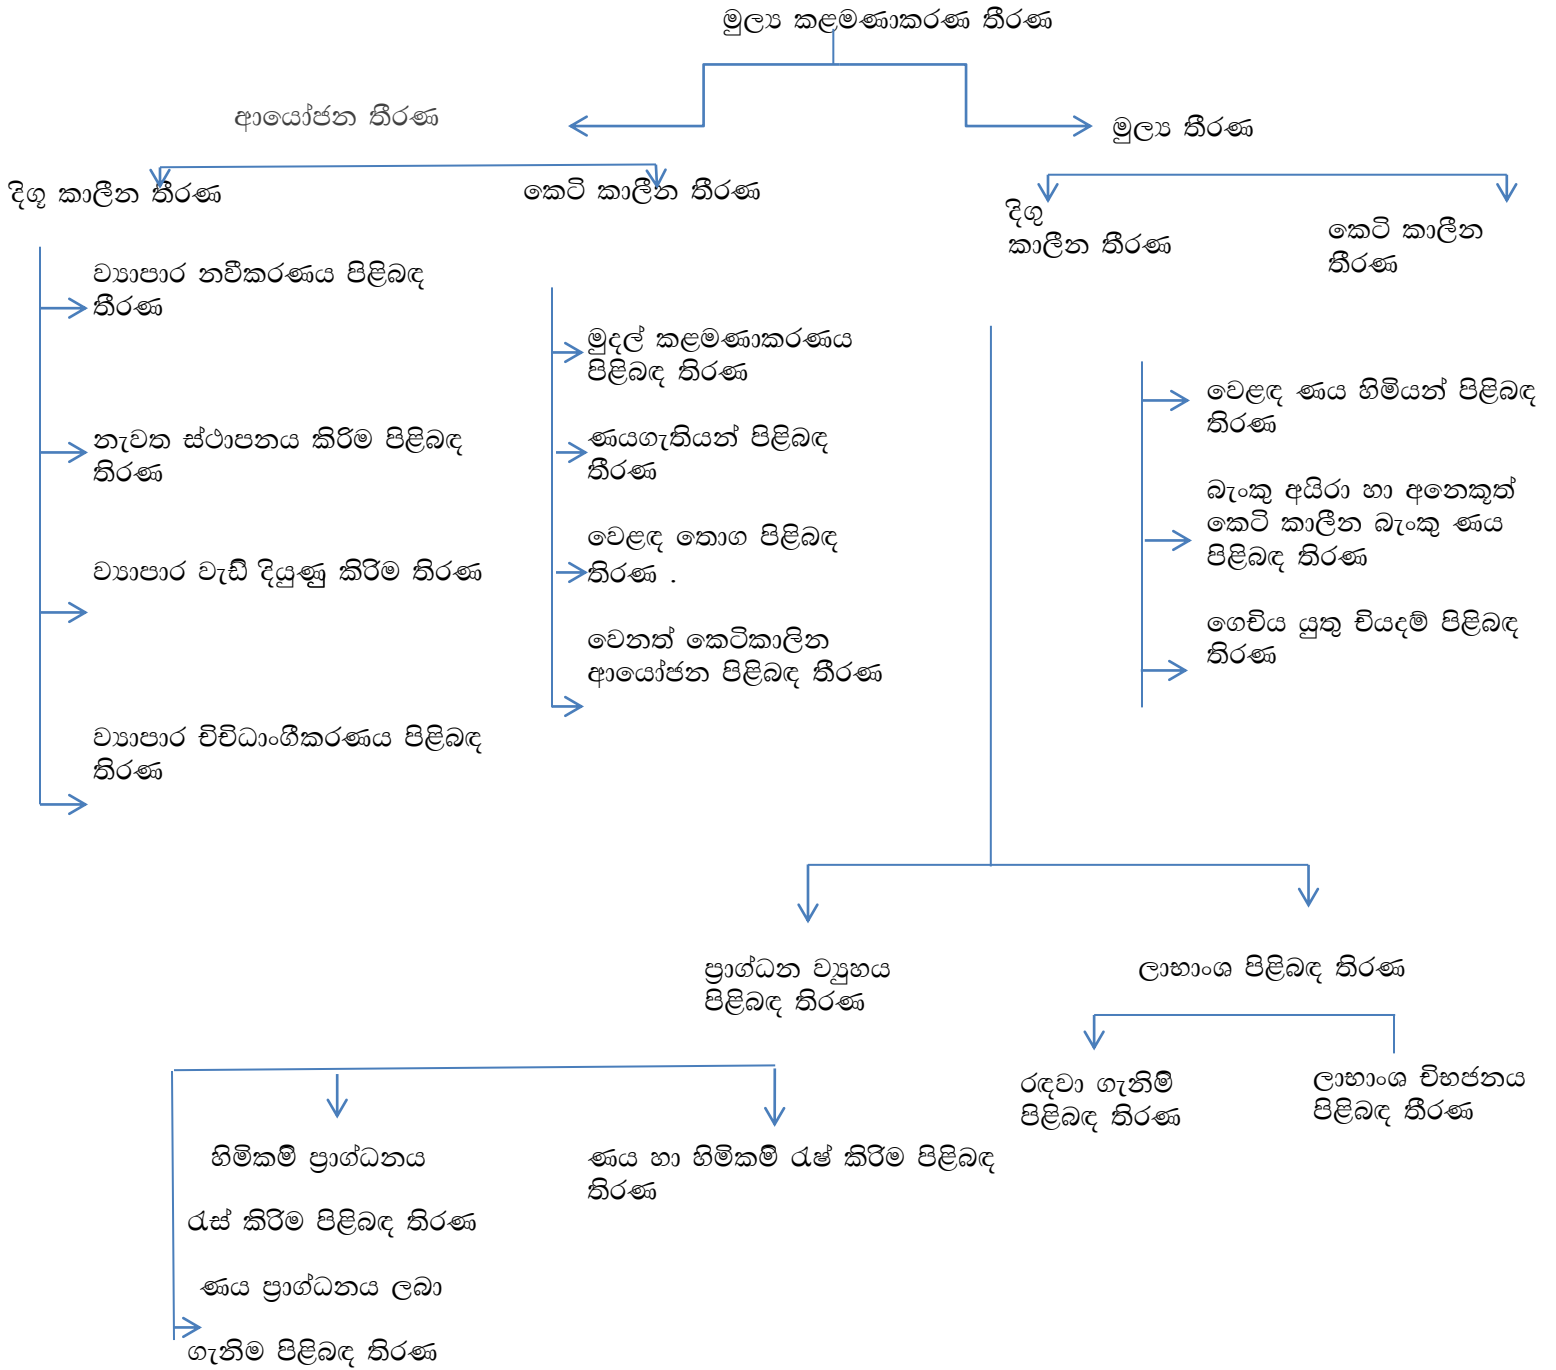 මුල්‍ය කළමණාකරණ තීරණ
ආයෝජන තීරණ
මුල්‍ය තීරණ
දිගූ කාලීන තීරණ
කෙටි කාලීන තීරණ
දිගු
කාලීන තීරණ
කෙටි කාලීන
තීරණ
ව්‍යාපාර නවීකරණය පිළිබඳ
තීරණ
නැවත ස්ථාපනය කිරිම පිළිබඳ
තිරණ
ව්‍යාපාර වැඩි දියුණු කිරිම තිරණ
ව්‍යාපාර විවිධාංගීකරණය පිළිබඳ
තිරණ
මුදල් කළමණාකරණය
පිළිබඳ තිරණ
ණයගැතියන් පිළිබඳ
තීරණ
වෙළඳ තොග පිළිබඳ
තිරණ .
වෙනත් කෙටිකාලින
ආයෝජන පිළිබඳ තීරණ
වෙළඳ ණය හිමියන් පිළිබඳ
තිරණ
බැංකු අයිරා හා අනෙකූත්
කෙටි කාලීන බැංකු ණය
පිළිබඳ තිරණ
ගෙවිය යුතු වියදම් පිළිබඳ
තිරණ
ප්‍රාග්ධන ව්‍යුහය
පිළිබඳ තිරණ
ලාභාංශ පිළිබඳ තිරණ
රඳවා ගැනිම්
පිළිබඳ තිරණ
ලාභාංශ විභජනය
පිළිබඳ තීරණ
හිමිකම් ප්‍රාග්ධනය
රැස් කිරිම පිළිබඳ තිරණ
ණය හා හිමිකම් රැෂ් කිරිම පිළිබඳ
තිරණ
ණය ප්‍රාග්ධනය ලබා
ගැනිම පිළිබඳ තිරණ